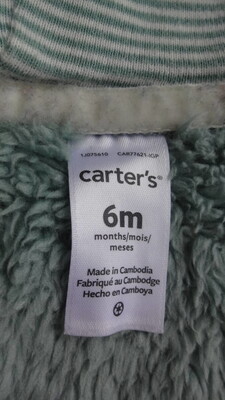 carter's®
6m
months/mois/
meses
Made in Cambodia
Fabriqué au Cambodge
Hecho en Camboya